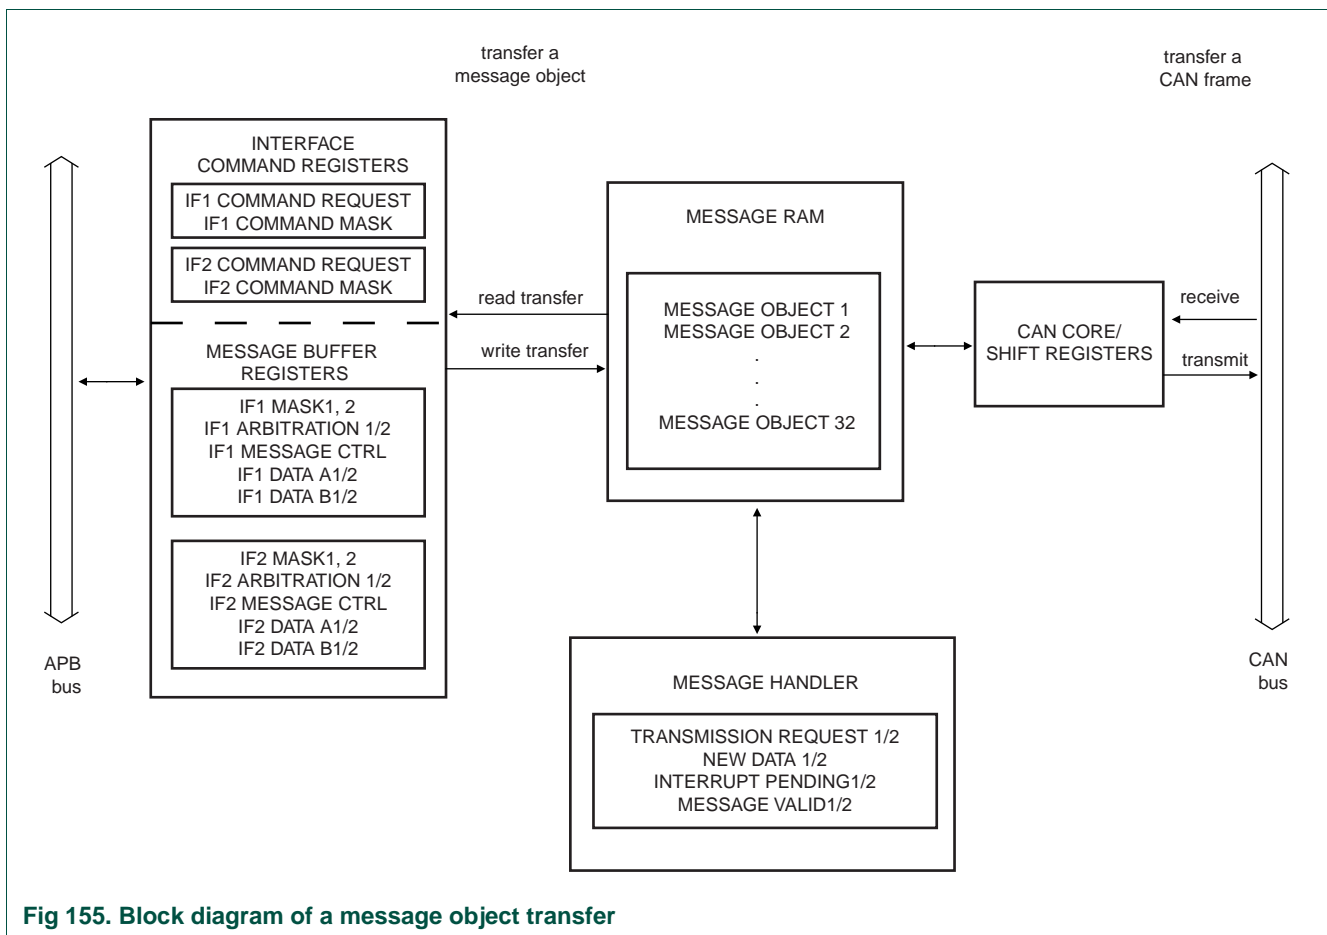 transfer a
message object
transfer a
CAN frame
INTERFACE
COMMAND REGISTERS
IF1 COMMAND REQUEST
IF1 COMMAND MASK
IF2 COMMAND REQUEST
IF2 COMMAND MASK
MESSAGE BUFFER
REGISTERS
IF1 MASK1, 2
IF1 ARBITRATION 1/2
IF1 MESSAGE CTRL
IF1 DATA A1/2
IF1 DATA B1/2
IF2 MASK1, 2
IF2 ARBITRATION 1/2
IF2 MESSAGE CTRL
IF2 DATA A1/2
IF2 DATA B1/2
APB
bus
read transfer
write transfer
MESSAGE RAM
MESSAGE OBJECT 1
MESSAGE OBJECT 2
.
.
.
MESSAGE OBJECT 32
CAN CORE/
SHIFT REGISTERS
receive
transmit
CAN
bus
MESSAGE HANDLER
TRANSMISSION REQUEST 1/2
NEW DATA 1/2
INTERRUPT PENDING1/2
MESSAGE VALID1/2
Fig 155. Block diagram of a message object transfer